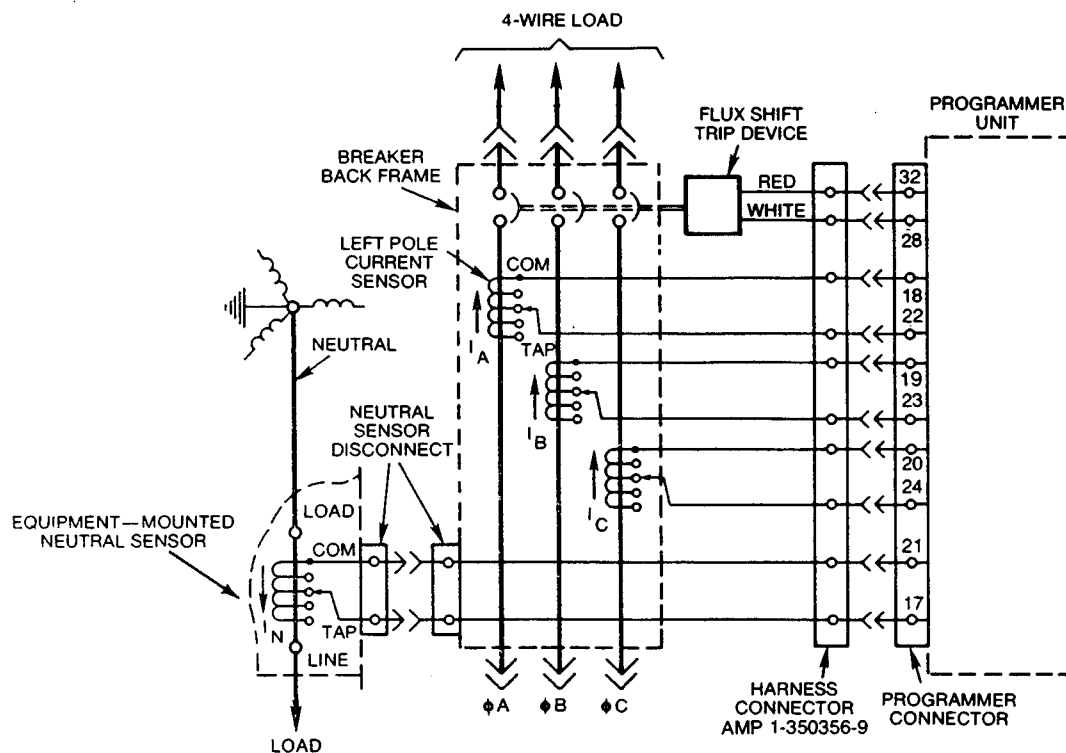 4-WIRE LOAD
PROGRAMMER
UNIT
FLUX SHIFT
TRIP DEVICE
BREAKER
BACK FRAME
RED
WHITE
32
28
LEFT POLE
CURRENT
SENSOR
COM
TAP
I A
18
22
NEUTRAL
I B
19
23
NEUTRAL
SENSOR
DISCONNECT
I C
20
24
EQUIPMENT—MOUNTED
NEUTRAL SENSOR
LOAD
COM
I N
TAP
LINE
21
17
LOAD
ϕA
ϕB
ϕC
HARNESS
CONNECTOR
AMP 1-350356-9
PROGRAMMER
CONNECTOR